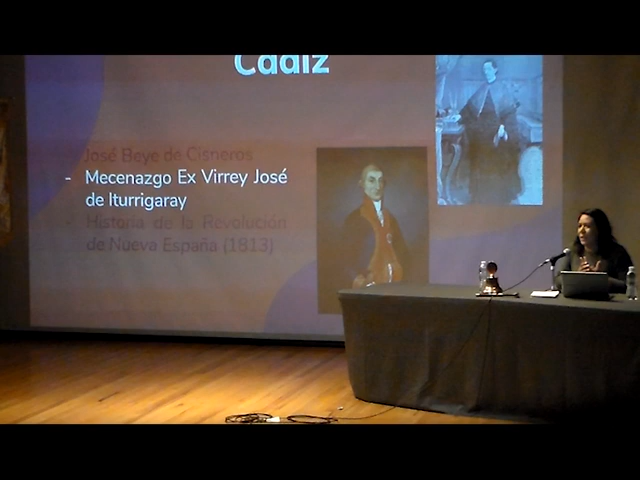 Cádiz
José Beye de Cisneros
- Mecenazgo Ex Virrey José
de Iturrigaray
- Historia de la Revolución
de Nueva España (1813)